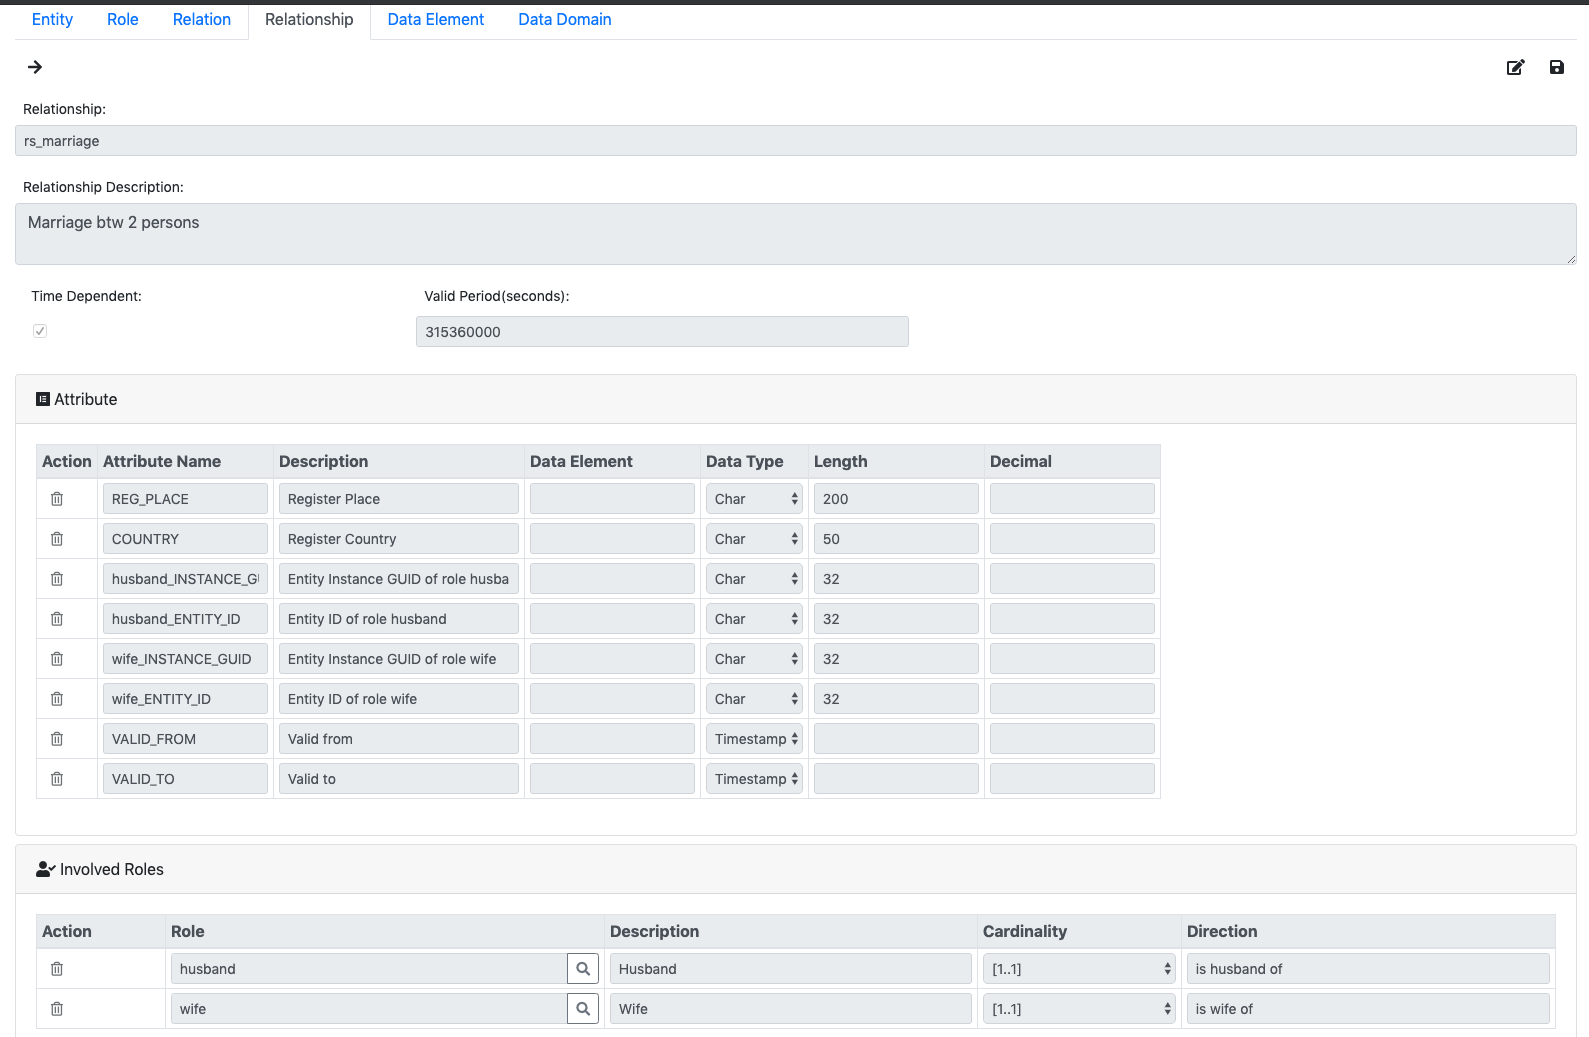 Entity Role Relation Relationship Data Element Data Domain
Relationship:
rs_marriage
Relationship Description:
Marriage btw 2 persons
Time Dependent: Valid Period(seconds):
315360000
Attribute
Action Attribute Name Description Data Element Data Type Length Decimal
REG_PLACE Register Place Char 200
COUNTRY Register Country Char 50
husband_INSTANCE_GU Entity Instance GUID of role husba Char 32
husband_ENTITY_ID Entity ID of role husband Char 32
wife_INSTANCE_GUID Entity Instance GUID of role wife Char 32
wife_ENTITY_ID Entity ID of role wife Char 32
VALID_FROM Valid from Timestamp
VALID_TO Valid to Timestamp
Involved Roles
Action Role Description Cardinality Direction
husband Husband [1..1] is husband of
wife Wife [1..1] is wife of